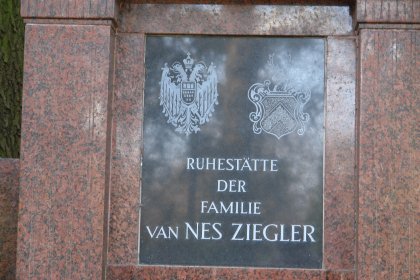 RUHESTÄTTE
DER
FAMILIE
VAN NES ZIEGLER